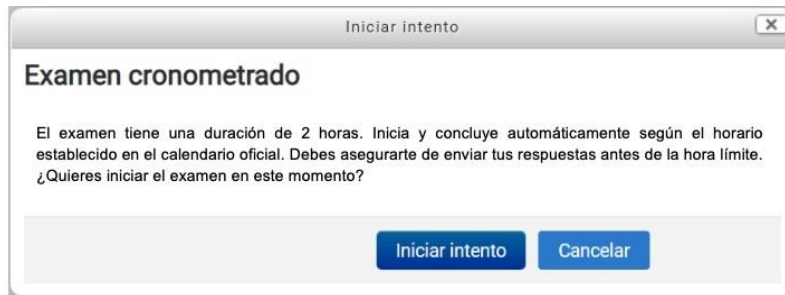 Iniciar intento
Examen cronometrado
El examen tiene una duración de 2 horas. Inicia y concluye automáticamente según el horario
establecido en el calendario oficial. Debes asegurarte de enviar tus respuestas antes de la hora límite.
¿Quieres iniciar el examen en este momento?
Iniciar intento Cancelar